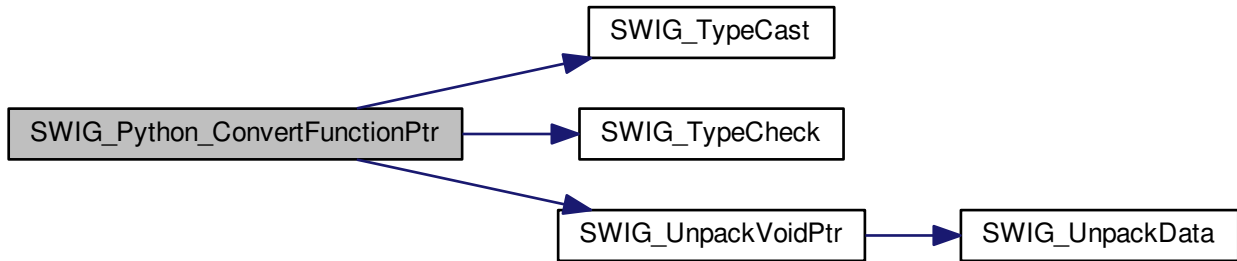 SWIG_TypeCast
SWIG_Python_ConvertFunctionPtr
SWIG_TypeCheck
SWIG_UnpackVoidPtr
SWIG_UnpackData